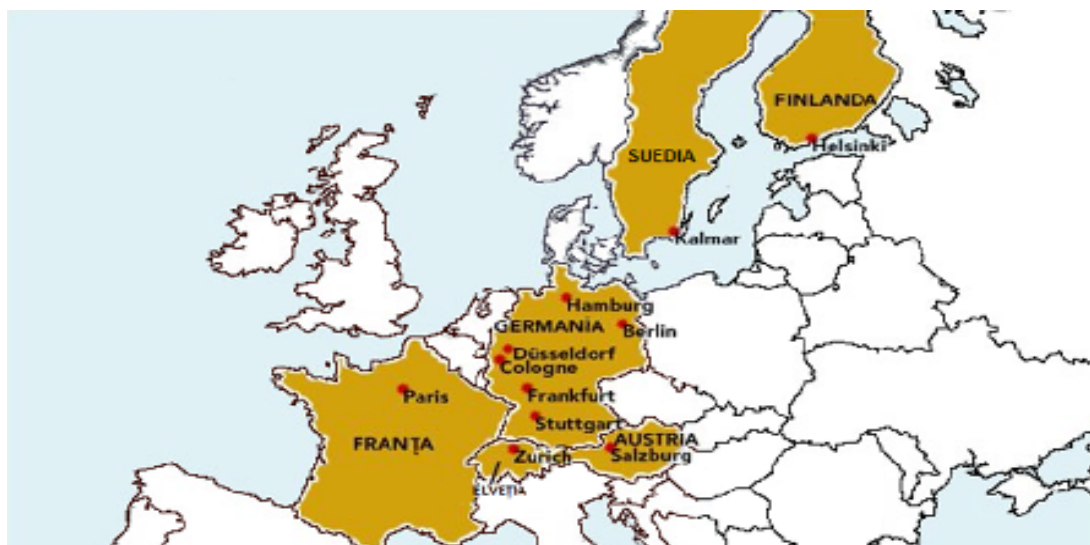 FINLANDA
Helsinki
SUEDIA
Kalmar
Hamburg
GERMANIA
Berlin
Düsseldorf
Cologne
Paris
Frankfurt
Stuttgart
FRANȚA
AUSTRIA
Zurich
Salzburg
ELVEȚIA